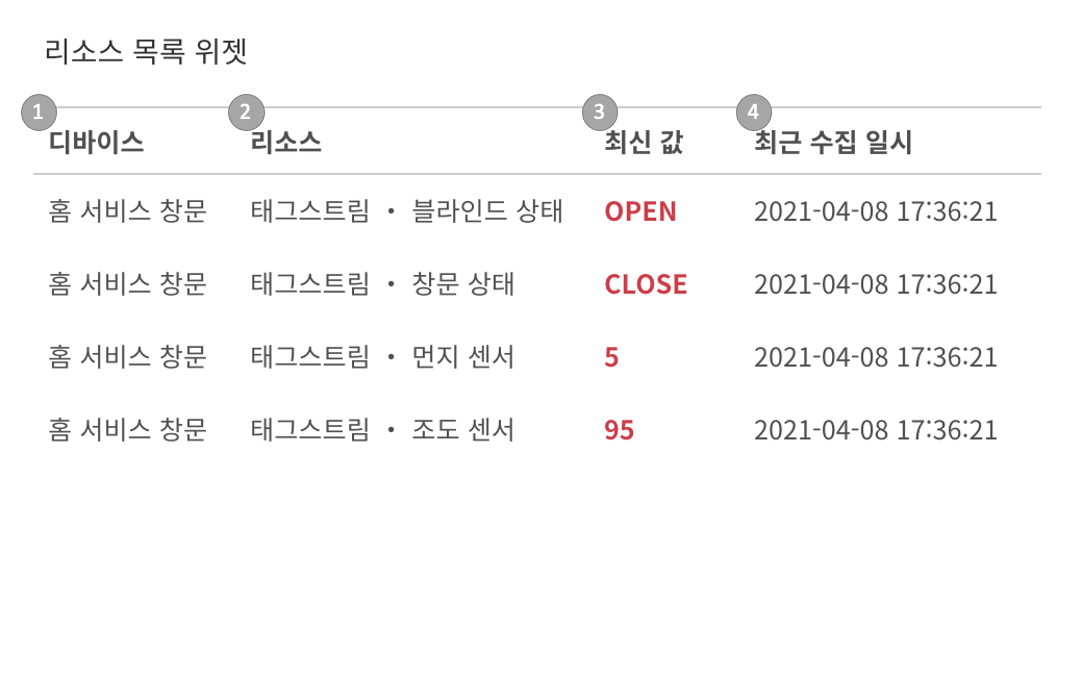 리소스 목록 위젯
1 2 3 4
디바이스 리소스 최신 값 최근 수집 일시
홈 서비스 창문 태그스트림 • 블라인드 상태 OPEN 2021-04-08 17:36:21
홈 서비스 창문 태그스트림 • 창문 상태 CLOSE 2021-04-08 17:36:21
홈 서비스 창문 태그스트림 • 먼지 센서 5 2021-04-08 17:36:21
홈 서비스 창문 태그스트림 • 조도 센서 95 2021-04-08 17:36:21